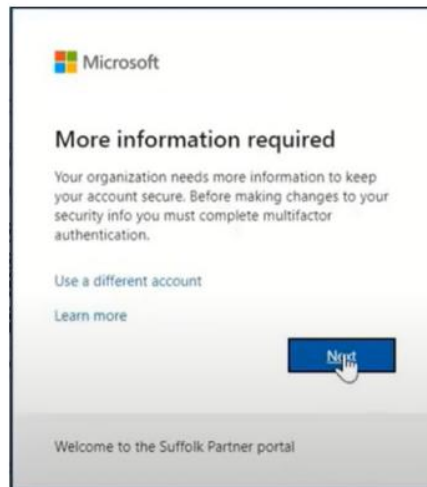 Microsoft
More information required
Your organization needs more information to keep
your account secure. Before making changes to your
security info you must complete multifactor
authentication.
Use a different account
Learn more
Next
Welcome to the Suffolk Partner portal